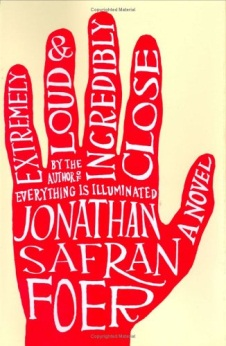 EXTREMELY
LOUD &
INCREDIBLY
CLOSE
BY THE
AUTHOR OF
EVERYTHING IS ILLUMINATED
JONATHAN
SAFRAN
FOER
A NOVEL